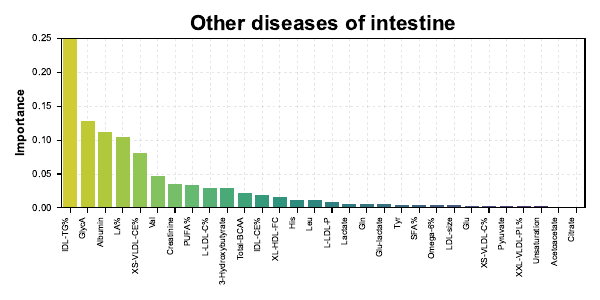 Other diseases of intestine
Importance
0.25
0.20
0.15
0.10
0.05
0.00
IDL-TG%
GlycA
Albumin
LA%
XS-VLDL-CE%
Val
Creatinine
PUFA%
L-LDL-C%
3-Hydroxybutyrate
Total-BCAA
IDL-CE%
XL-HDL-FC
His
Leu
L-LDL-P
Lactate
Gln
Glu-lactate
Tyr
SFA%
Omega-6%
LDL-size
Glu
XS-VLDL-C%
Pyruvate
XXL-VLDL-PL%
Unsaturation
Acetoacetate
Citrate